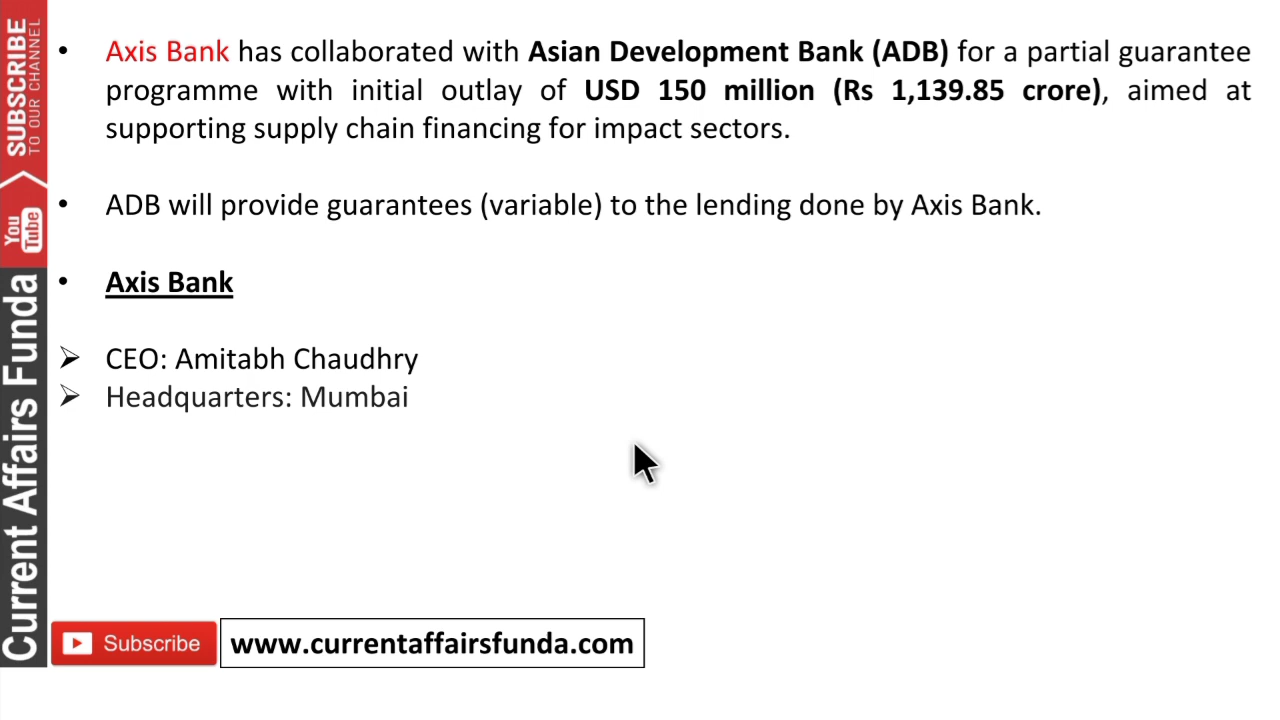 SUBSCRIBE
TO OUR CHANNEL
You
Tube
Current Affairs Funda
• Axis Bank has collaborated with Asian Development Bank (ADB) for a partial guarantee
programme with initial outlay of USD 150 million (Rs 1,139.85 crore), aimed at
supporting supply chain financing for impact sectors.
• ADB will provide guarantees (variable) to the lending done by Axis Bank.
• Axis Bank
➢ CEO: Amitabh Chaudhry
➢ Headquarters: Mumbai
Subscribe
www.currentaffairsfunda.com